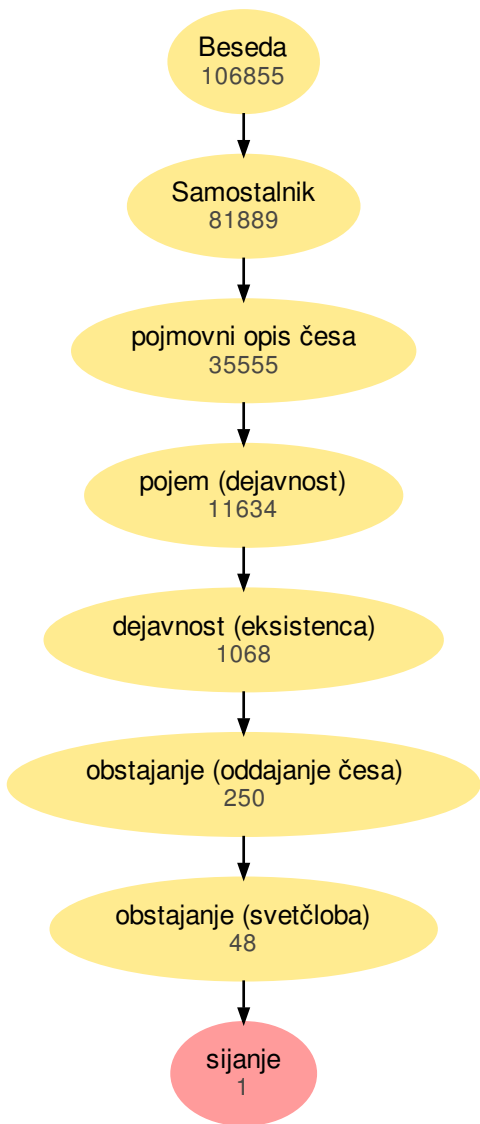 Beseda
106855
Samostalnik
81889
pojmovni opis česa
35555
pojem (dejavnost)
11634
dejavnost (eksistenca)
1068
obstajanje (oddajanje česa)
250
obstajanje (svetčloba)
48
sijanje
1